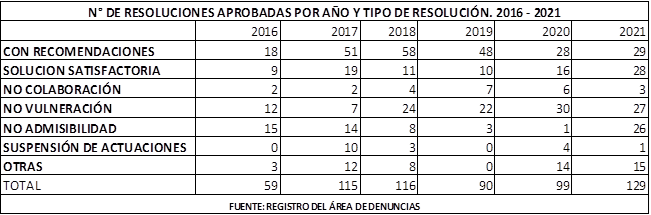 N° DE RESOLUCIONES APROBADAS POR AÑO Y TIPO DE RESOLUCIÓN. 2016 - 2021
2016 2017 2018 2019 2020 2021
CON RECOMENDACIONES 18 51 58 48 28 29
SOLUCION SATISFACTORIA 9 19 11 10 16 28
NO COLABORACIÓN 2 2 4 7 6 3
NO VULNERACIÓN 12 7 24 22 30 27
NO ADMISIBILIDAD 15 14 8 3 1 26
SUSPENSIÓN DE ACTUACIONES 0 10 3 0 4 1
OTRAS 3 12 8 0 14 15
TOTAL 59 115 116 90 99 129
FUENTE: REGISTRO DEL ÁREA DE DENUNCIAS